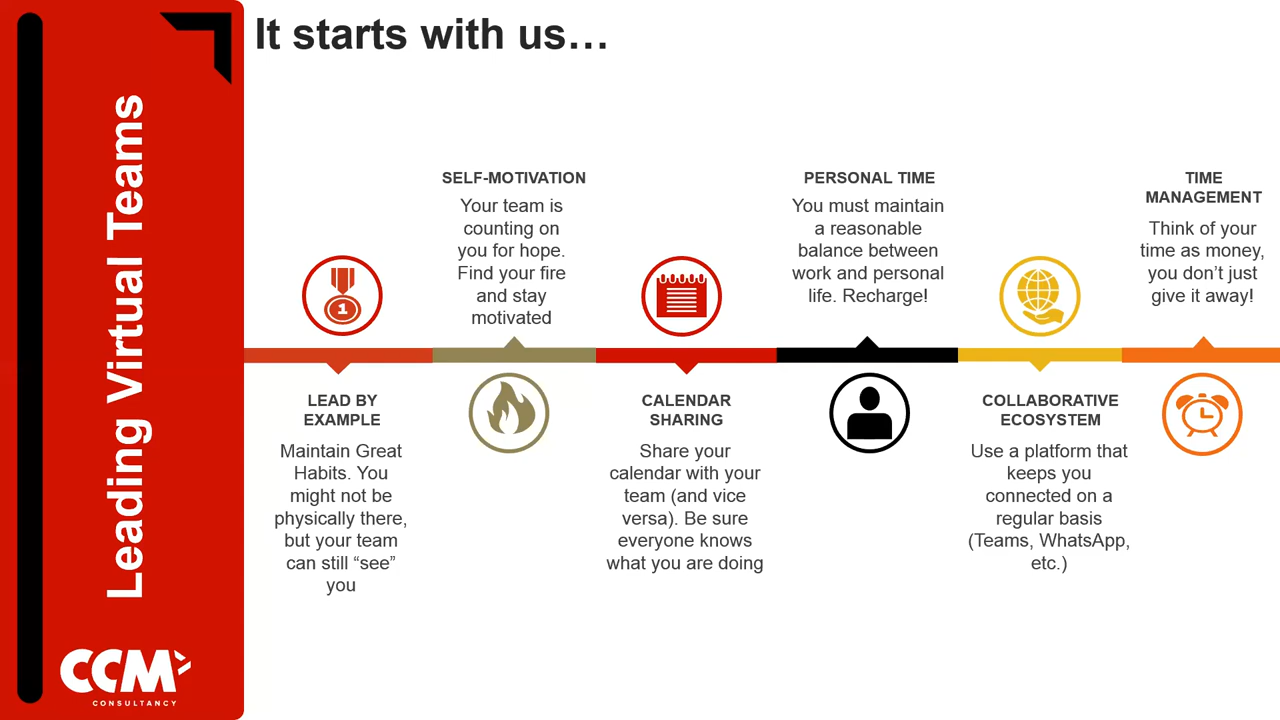 It starts with us…
Leading Virtual Teams
CCM
CONSULTANCY
1
LEAD BY
EXAMPLE
Maintain Great
Habits. You
might not be
physically there,
but your team
can still “see”
you
SELF-MOTIVATION
Your team is
counting on
you for hope.
Find your fire
and stay
motivated
CALENDAR
SHARING
Share your
calendar with your
team (and vice
versa). Be sure
everyone knows
what you are doing
PERSONAL TIME
You must maintain
a reasonable
balance between
work and personal
life. Recharge!
COLLABORATIVE
ECOSYSTEM
Use a platform that
keeps you
connected on a
regular basis
(Teams, WhatsApp,
etc.)
TIME
MANAGEMENT
Think of your
time as money,
you don’t just
give it away!